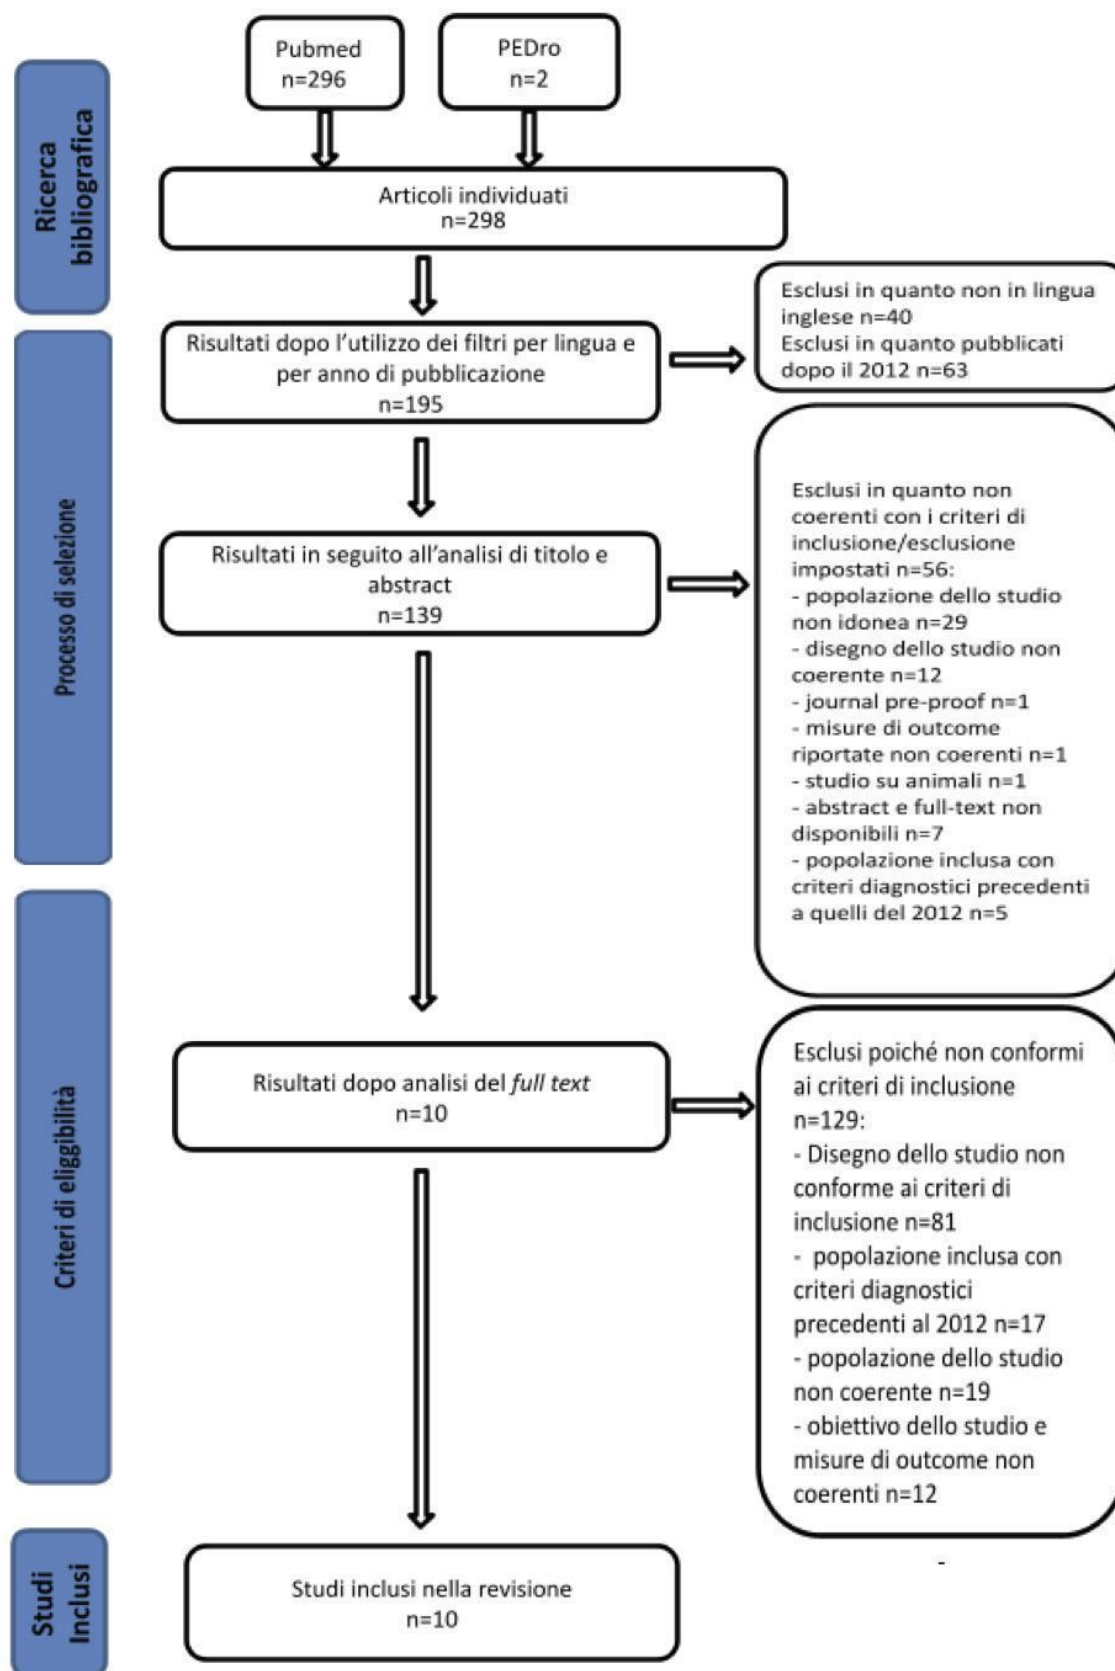 Pubmed
n=296
PEDro
n=2
Ricerca
bibliografica
Articoli individuati
n=298
Esclusi in quanto non in lingua
inglese n=40
Esclusi in quanto pubblicati
dopo il 2012 n=63
Processo di selezione
Risultati dopo l'utilizzo dei filtri per lingua e
per anno di pubblicazione
n=195
Risultati in seguito all'analisi di titolo e
abstract
n=139
Esclusi in quanto non
coerenti con i criteri di
inclusione/esclusione
impostati n=56:
- popolazione dello studio
non idonea n=29
- disegno dello studio non
coerente n=12
- journal pre-proof n=1
- misure di outcome
riportate non coerenti n=1
- studio su animali n=1
- abstract e full-text non
disponibili n=7
- popolazione inclusa con
criteri diagnostici precedenti
a quelli del 2012 n=5
Criteri di eliggibilità
Risultati dopo analisi del full text
n=10
Esclusi poiché non conformi
ai criteri di inclusione
n=129:
- Disegno dello studio non
conforme ai criteri di
inclusione n=81
- popolazione inclusa con
criteri diagnostici
precedenti al 2012 n=17
- popolazione dello studio
non coerente n=19
- obiettivo dello studio e
misure di outcome non
coerenti n=12
-
Studi
Inclusi
Studi inclusi nella revisione
n=10